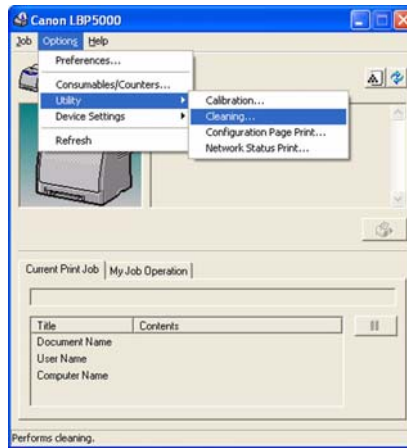 Canon LBP5000
Job Options Help
Preferences...
Consumables/Counters...
Utility
Device Settings
Refresh
Calibration...
Cleaning...
Configuration Page Print...
Network Status Print...
Current Print Job My Job Operation
Title Contents
Document Name
User Name
Computer Name
Performs cleaning.